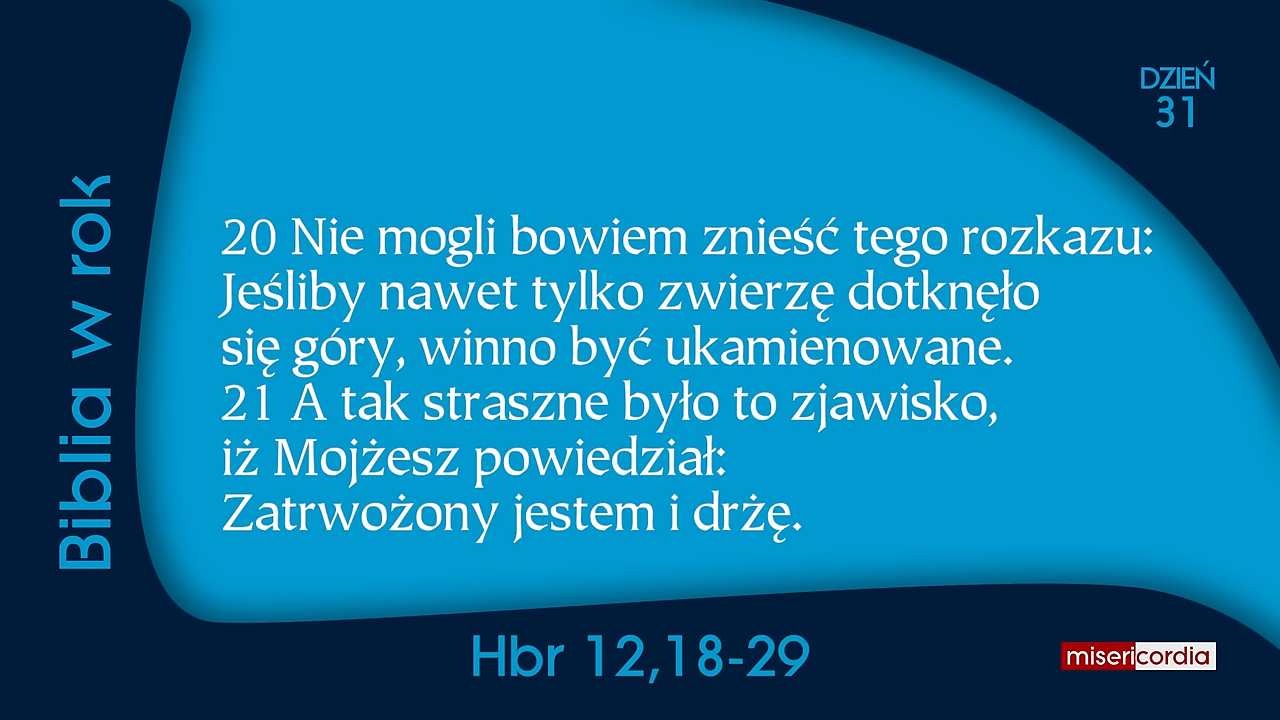 DZIEŃ
31
Biblia w rok
20 Nie mogli bowiem znieść tego rozkazu:
Jeśliby nawet tylko zwierzę dotknęło
się góry, winno być ukamienowane.
21 A tak straszne było to zjawisko,
iż Mojżesz powiedział:
Zatrwożony jestem i drżę.
Hbr 12,18-29
misericordia